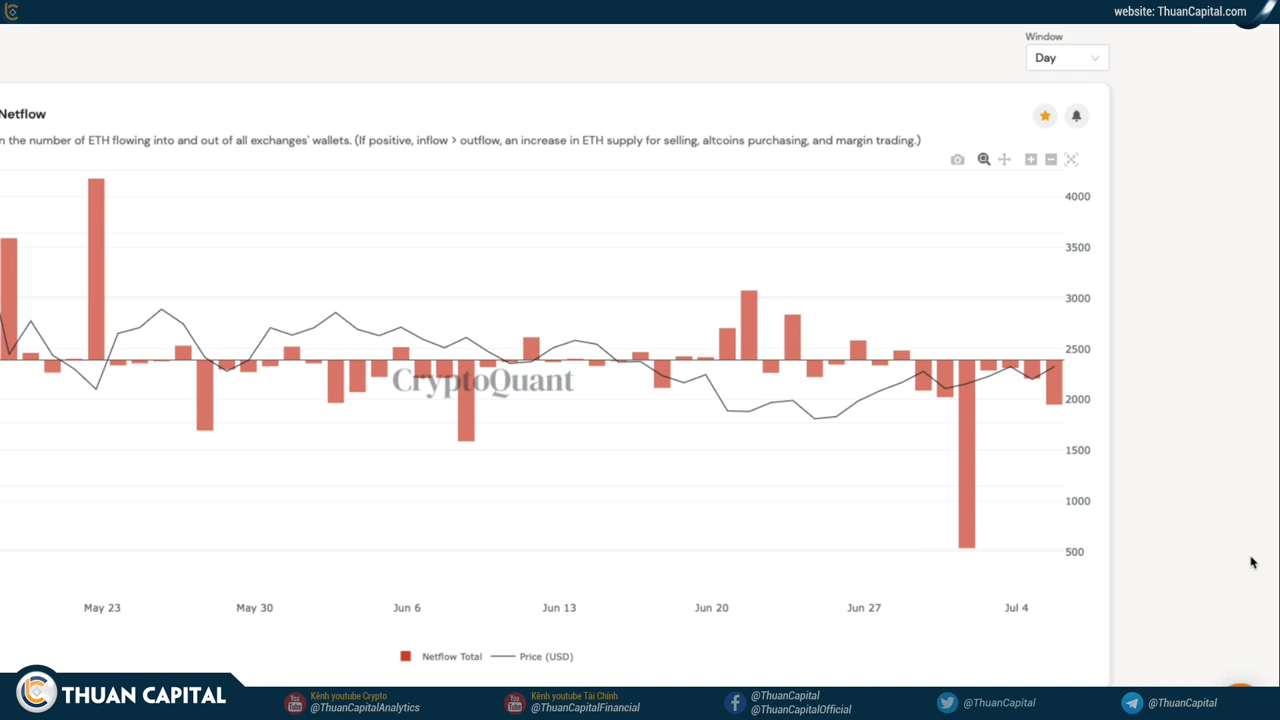 website: ThuanCapital.com
Window
Day
Netflow
n the number of ETH flowing into and out of all exchanges' wallets. (If positive, inflow > outflow, an increase in ETH supply for selling, altcoins purchasing, and margin trading.)
4000
3500
3000
2500
2000
1500
1000
500
CryptoQuant
May 23
May 30
Jun 6
Jun 13
Jun 20
Jun 27
Jul 4
Netflow Total
Price (USD)
THUAN CAPITAL
You Tube
Kênh youtube Crypto
@ThuanCapitalAnalytics
You Tube
Kênh youtube Tài Chính
@ThuanCapitalFinancial
@ThuanCapital
@ThuanCapitalOfficial
@ThuanCapital
@ThuanCapital